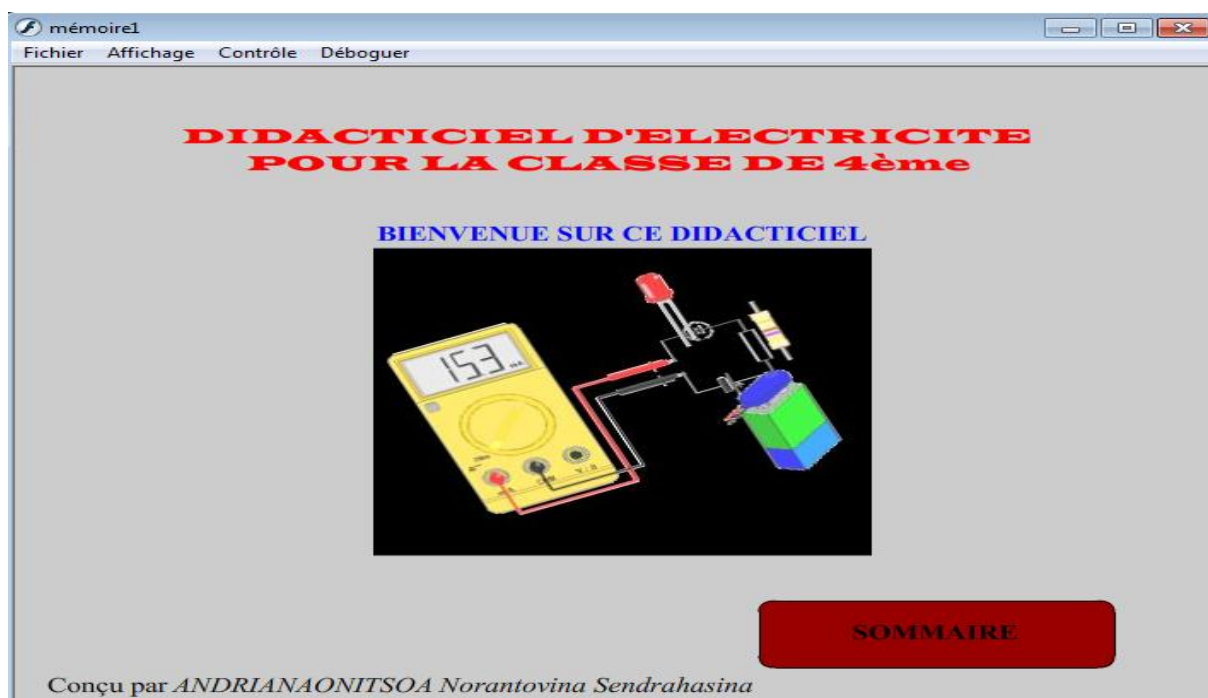 mémoire1
Fichier Affichage Contrôle Déboguer
DIDACTICIEL D'ELECTRICITE
POUR LA CLASSE DE 4ème
BIENVENUE SUR CE DIDACTICIEL
153
SOMMAIRE
Conçu par ANDRIANAONITSOA Norantovina Sendrahasina